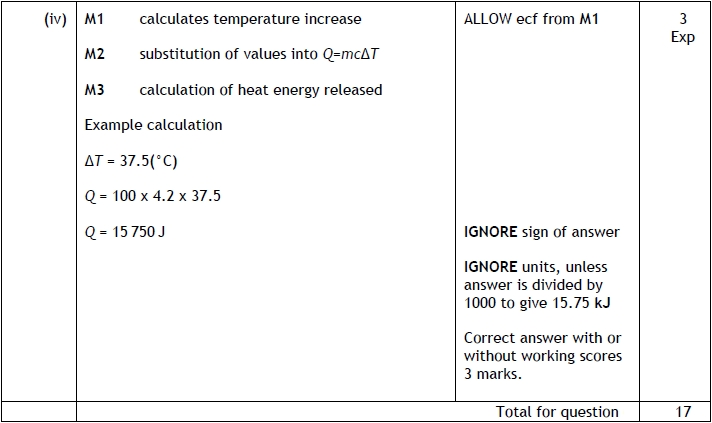 (iv) M1 calculates temperature increase ALLOW ecf from M1 3
Exp
M2 substitution of values into Q=mcΔT
M3 calculation of heat energy released
Example calculation
ΔT = 37.5(°C)
Q = 100 x 4.2 x 37.5
Q = 15 750 J IGNORE sign of answer
IGNORE units, unless
answer is divided by
1000 to give 15.75 kJ
Correct answer with or
without working scores
3 marks.
Total for question 17